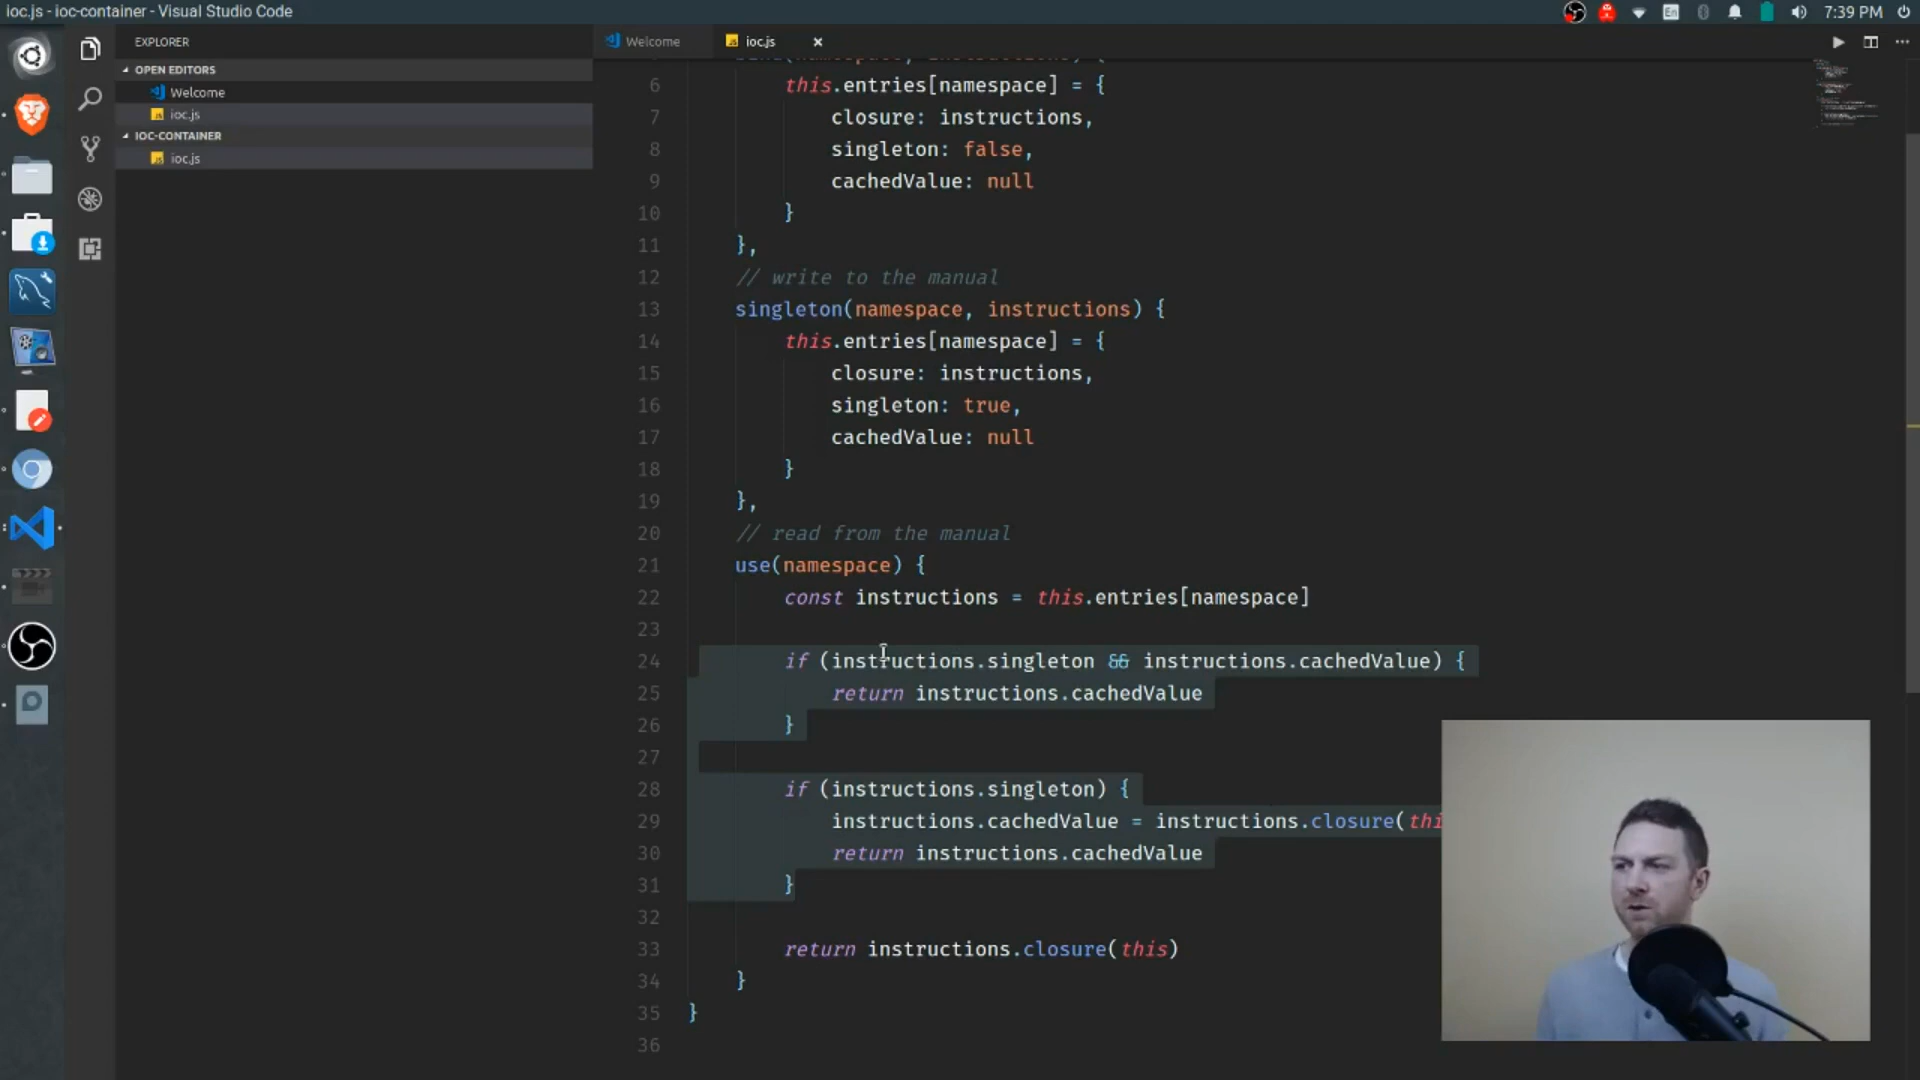 ioc.js - ioc-container - Visual Studio Code
En
7:39 PM
EXPLORER
OPEN EDITORS
Welcome
ioc.js
IOC-CONTAINER
ioc.js
Welcome
ioc.js
6 this.entries[namespace] = {
7 closure: instructions,
8 singleton: false,
9 cachedValue: null
10 }
11 },
12 // write to the manual
13 singleton(namespace, instructions) {
14 this.entries[namespace] = {
15 closure: instructions,
16 singleton: true,
17 cachedValue: null
18 }
19 },
20 // read from the manual
21 use(namespace) {
22 const instructions = this.entries[namespace]
23
24 if (instructions.singleton && instructions.cachedValue) {
25 return instructions.cachedValue
26 }
27
28 if (instructions.singleton) {
29 instructions.cachedValue = instructions.closure(thi
30 return instructions.cachedValue
31 }
32
33 return instructions.closure(this)
34 }
35 }
36